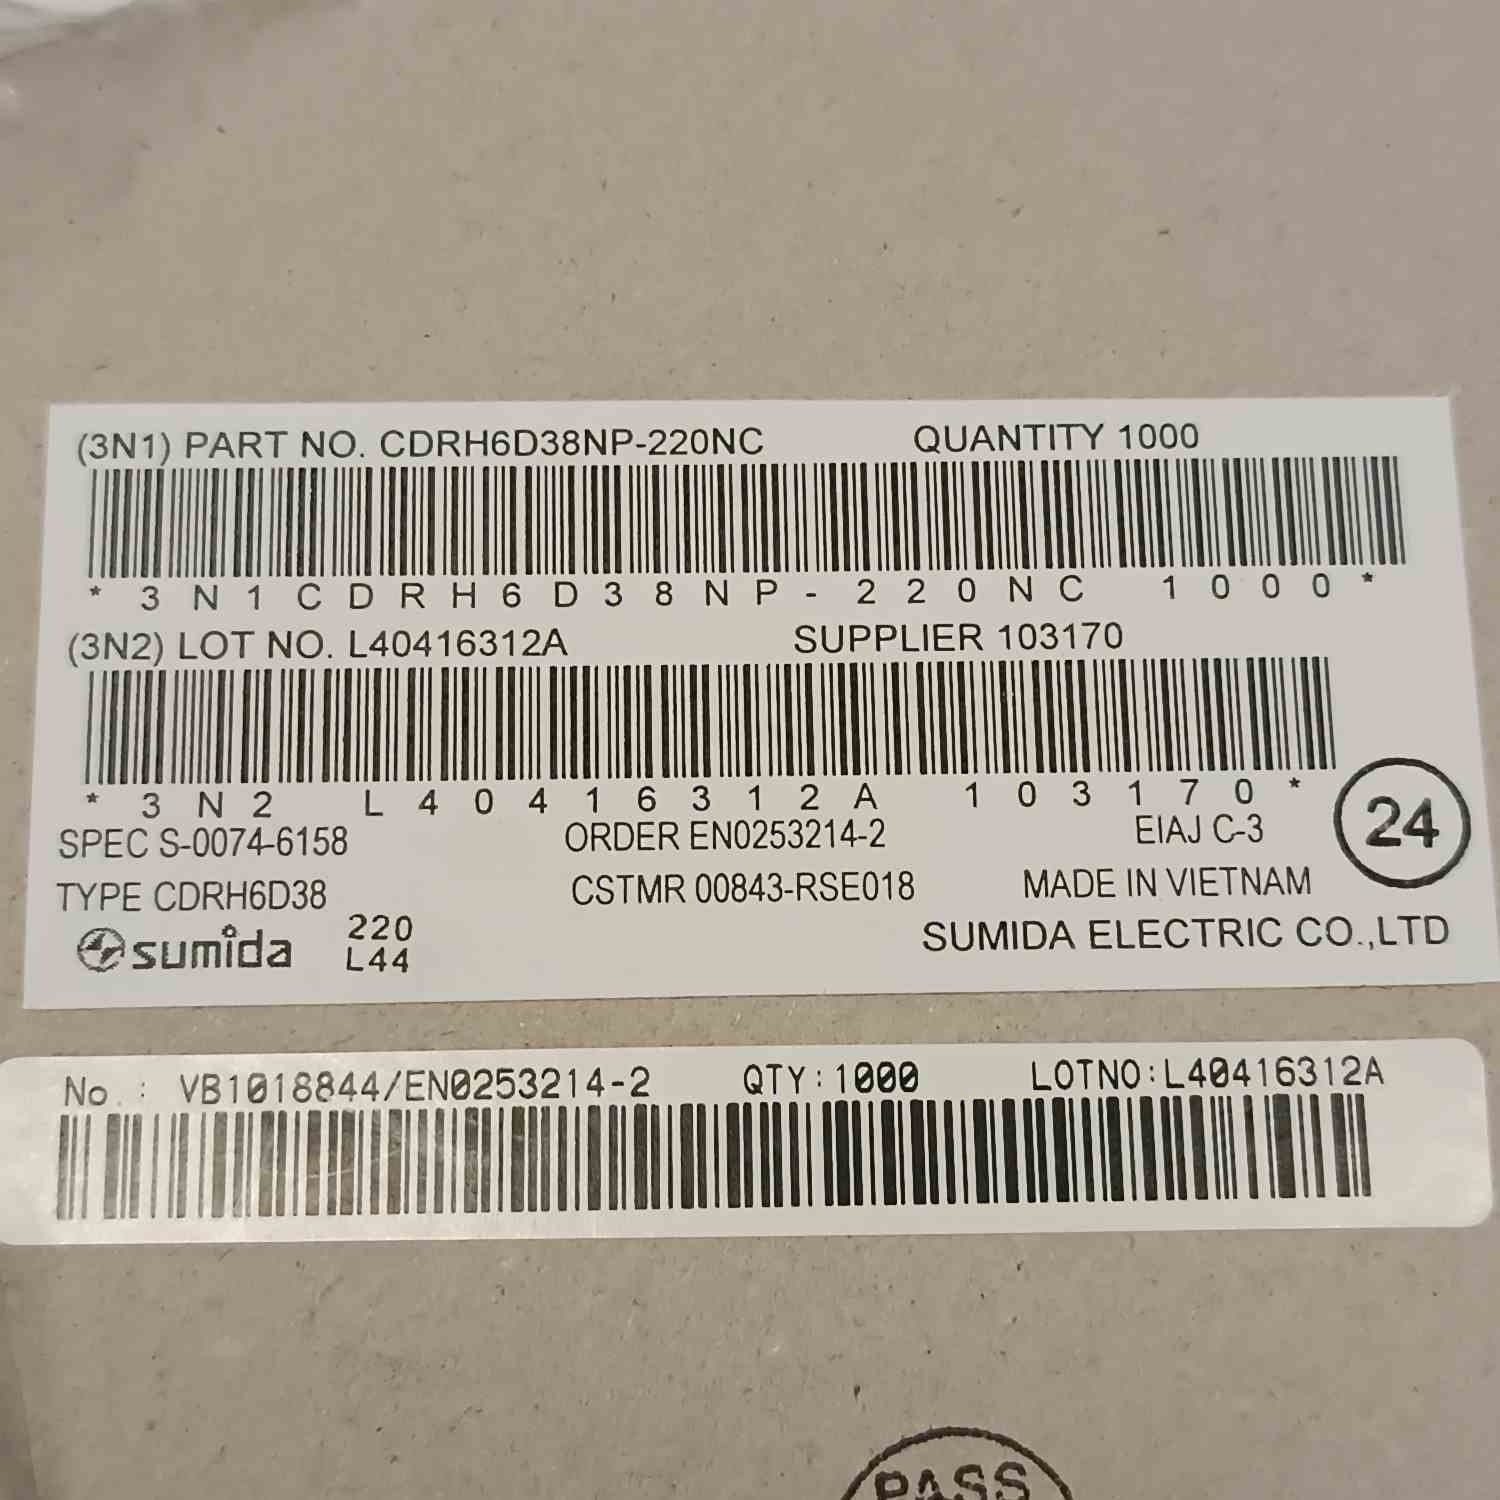 (3N1) PART NO. CDRH6D38NP-220NC QUANTITY 1000
*3N1CDRH6D38NP-220NC 1000*
(3N2) LOT NO. L40416312A SUPPLIER 103170
*3N2 L40416312A 103170*
SPEC S-0074-6158 ORDER EN0253214-2 EIAJ C-3
24
TYPE CDRH6D38 CSTMR 00843-RSE018 MADE IN VIETNAM
sumida 220 SUMIDA ELECTRIC CO.,LTD
L44
No.: VB1018844/EN0253214-2 QTY:1000 LOTNO:L40416312A
PASS